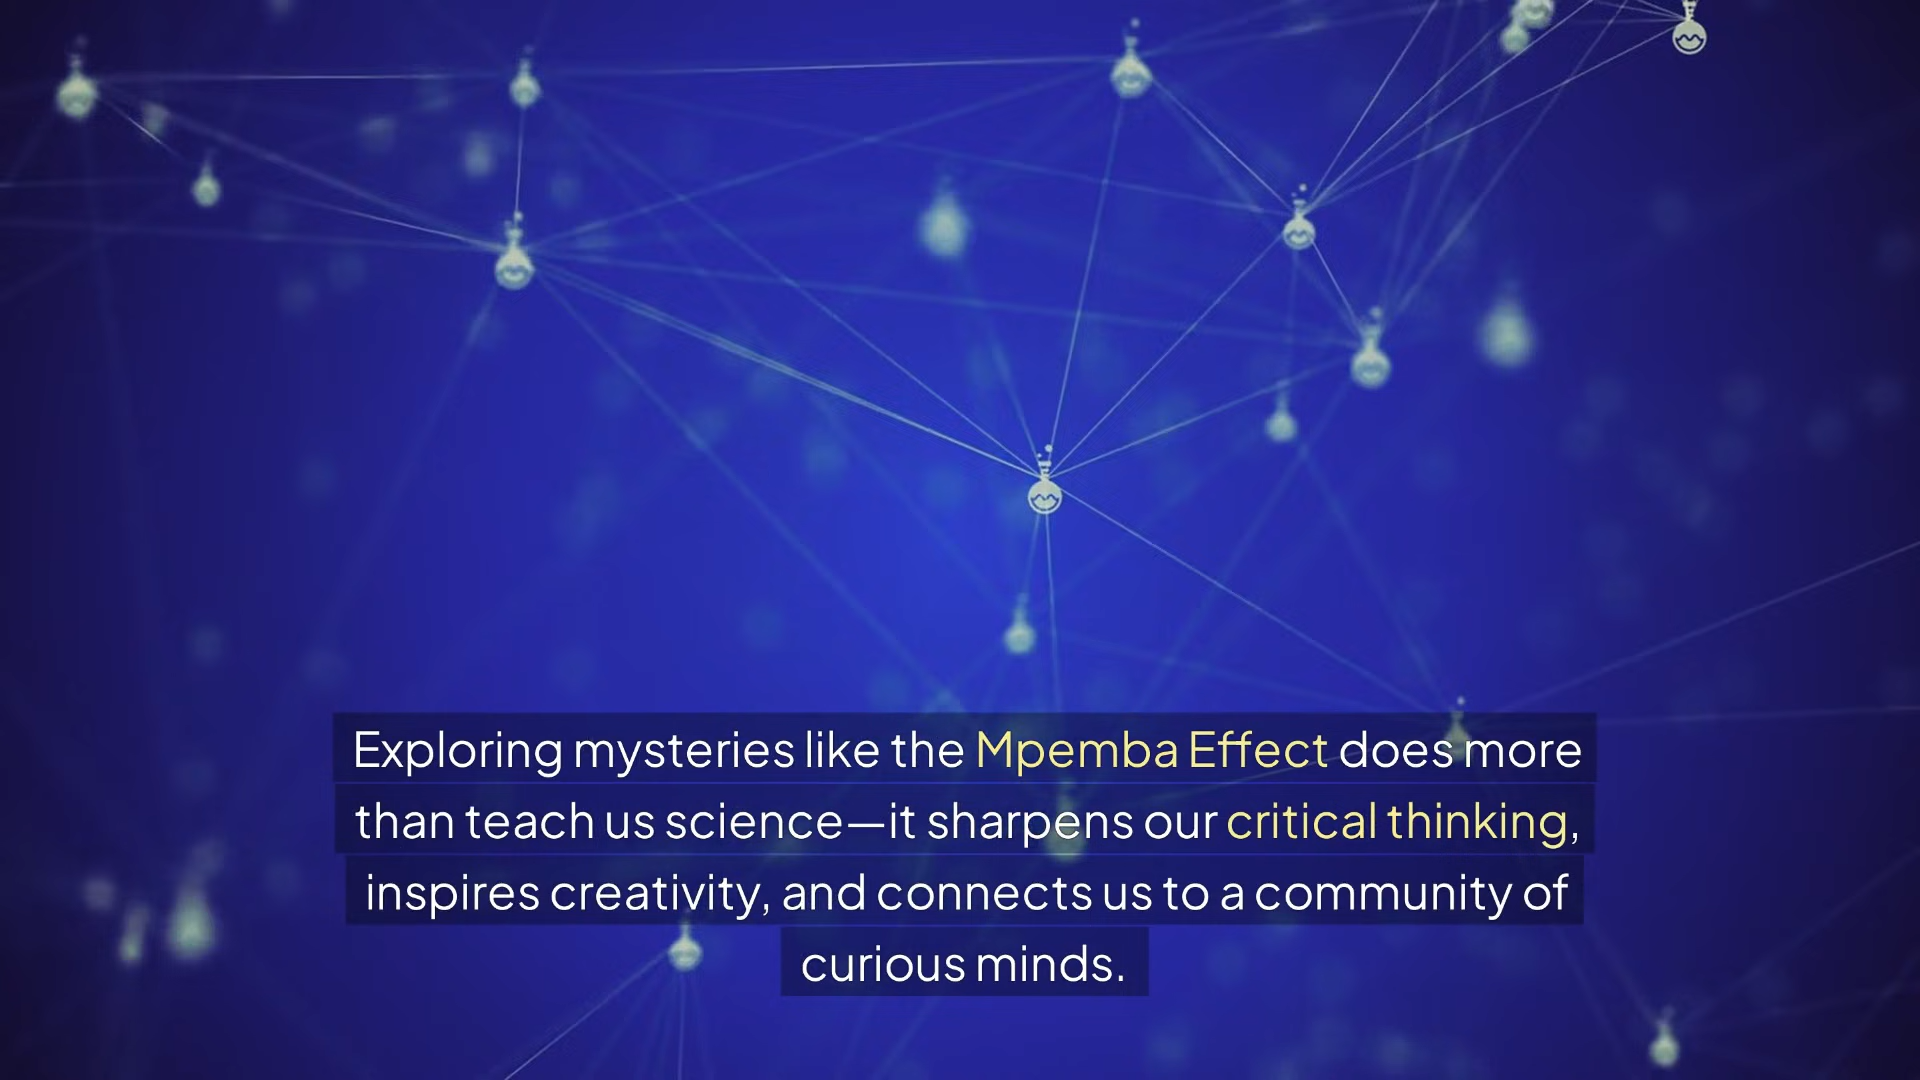 Exploring mysteries like the Mpemba Effect does more
than teach us science—it sharpens our critical thinking,
inspires creativity, and connects us to a community of
curious minds.